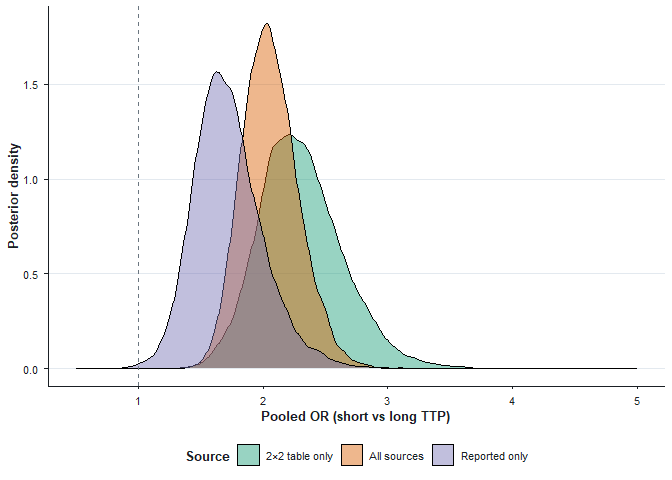 Posterior density
1.5
1.0
0.5
0.0
1 2 3 4 5
Pooled OR (short vs long TTP)
Source 2×2 table only All sources Reported only